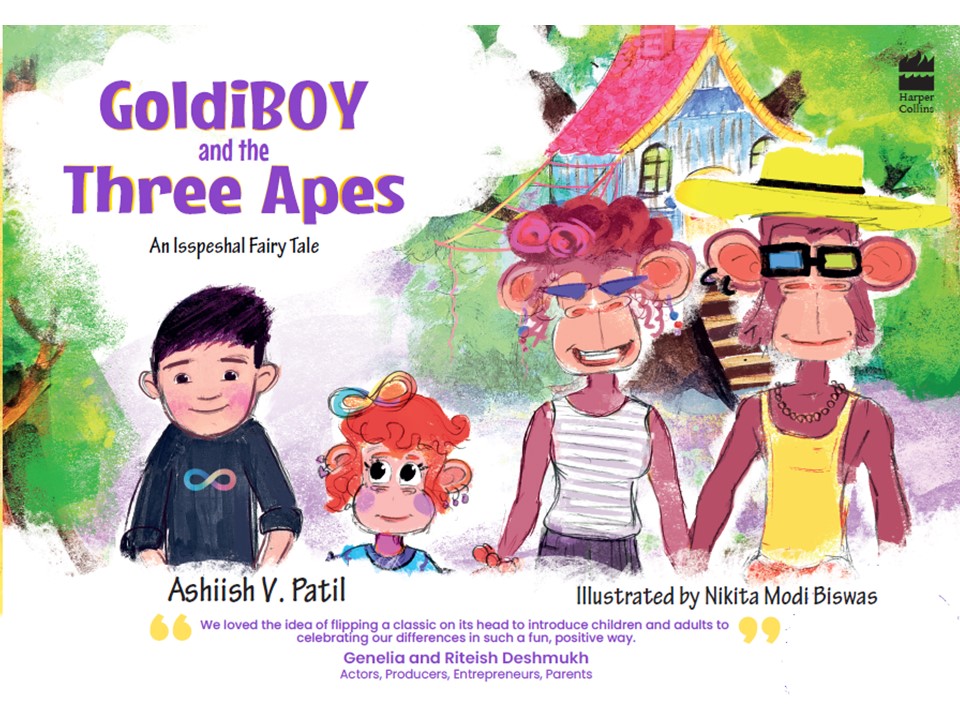 GoldiBOY
and the
Three Apes
An Isspeshal Fairy Tale
Harper
Collins
Ashiish V. Patil
Illustrated by Nikita Modi Biswas
“ We loved the idea of flipping a classic on its head to introduce children and adults to ”
celebrating our differences in such a fun, positive way.
Genelia and Riteish Deshmukh
Actors, Producers, Entrepreneurs, Parents